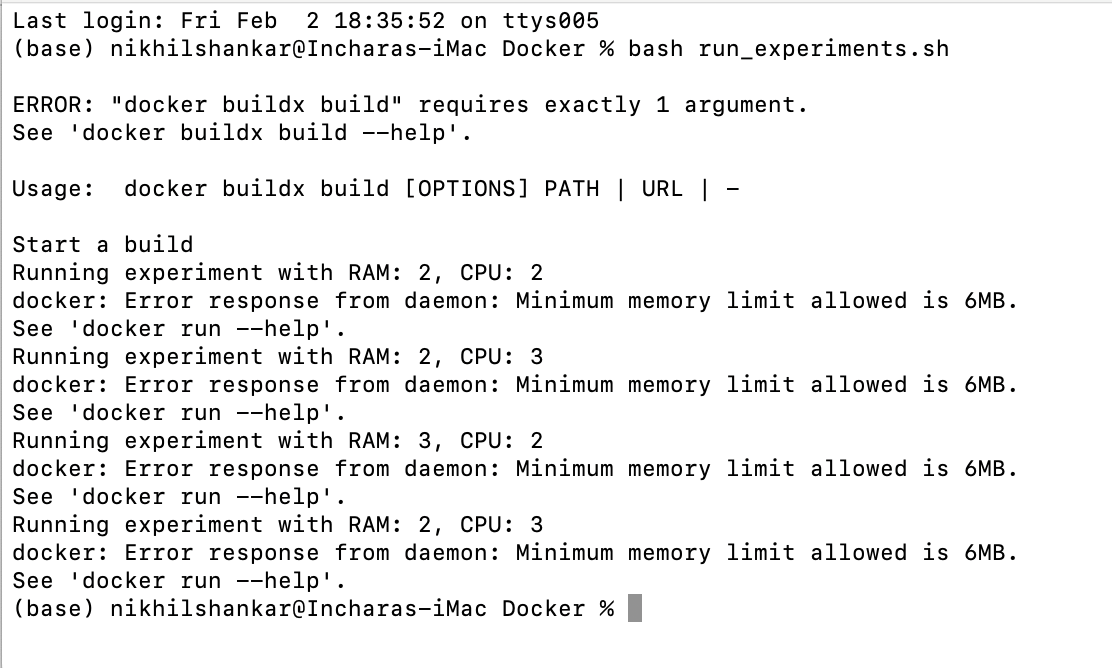 Last login: Fri Feb  2 18:35:52 on ttys005
(base) nikhilshankar@Incharas-iMac Docker % bash run_experiments.sh
ERROR: "docker buildx build" requires exactly 1 argument.
See 'docker buildx build --help'.
Usage:  docker buildx build [OPTIONS] PATH | URL | -
Start a build
Running experiment with RAM: 2, CPU: 2
docker: Error response from daemon: Minimum memory limit allowed is 6MB.
See 'docker run --help'.
Running experiment with RAM: 2, CPU: 3
docker: Error response from daemon: Minimum memory limit allowed is 6MB.
See 'docker run --help'.
Running experiment with RAM: 3, CPU: 2
docker: Error response from daemon: Minimum memory limit allowed is 6MB.
See 'docker run --help'.
Running experiment with RAM: 2, CPU: 3
docker: Error response from daemon: Minimum memory limit allowed is 6MB.
See 'docker run --help'.
(base) nikhilshankar@Incharas-iMac Docker %